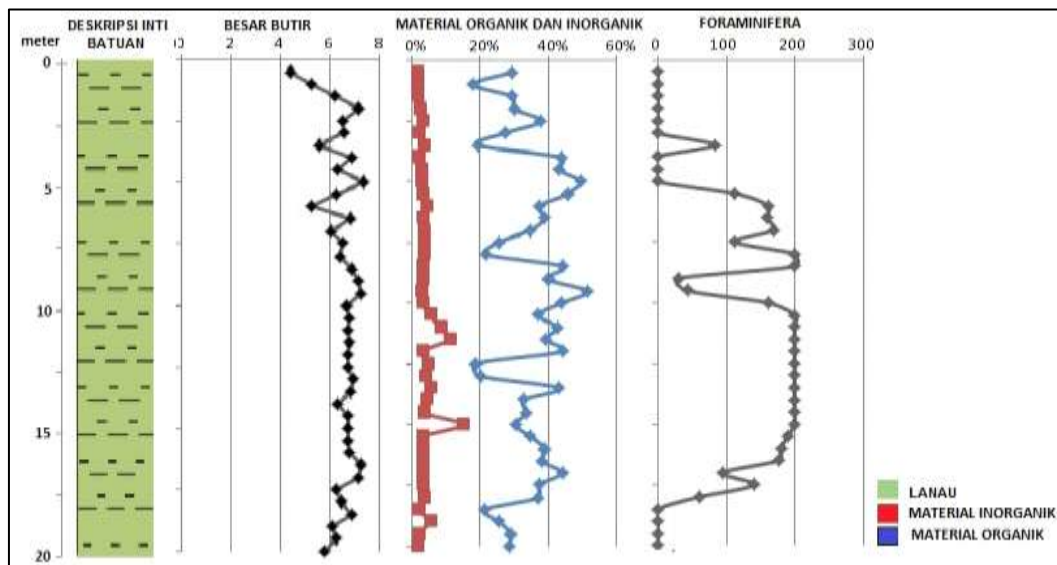 DESKRIPSI INTI BATUAN
BESAR BUTIR
MATERIAL ORGANIK DAN INORGANIK
FORAMINIFERA
meter
0 2 4 6 8
0% 20% 40% 60%
0 100 200 300
0
5
10
15
20
LANAU
MATERIAL INORGANIK
MATERIAL ORGANIK